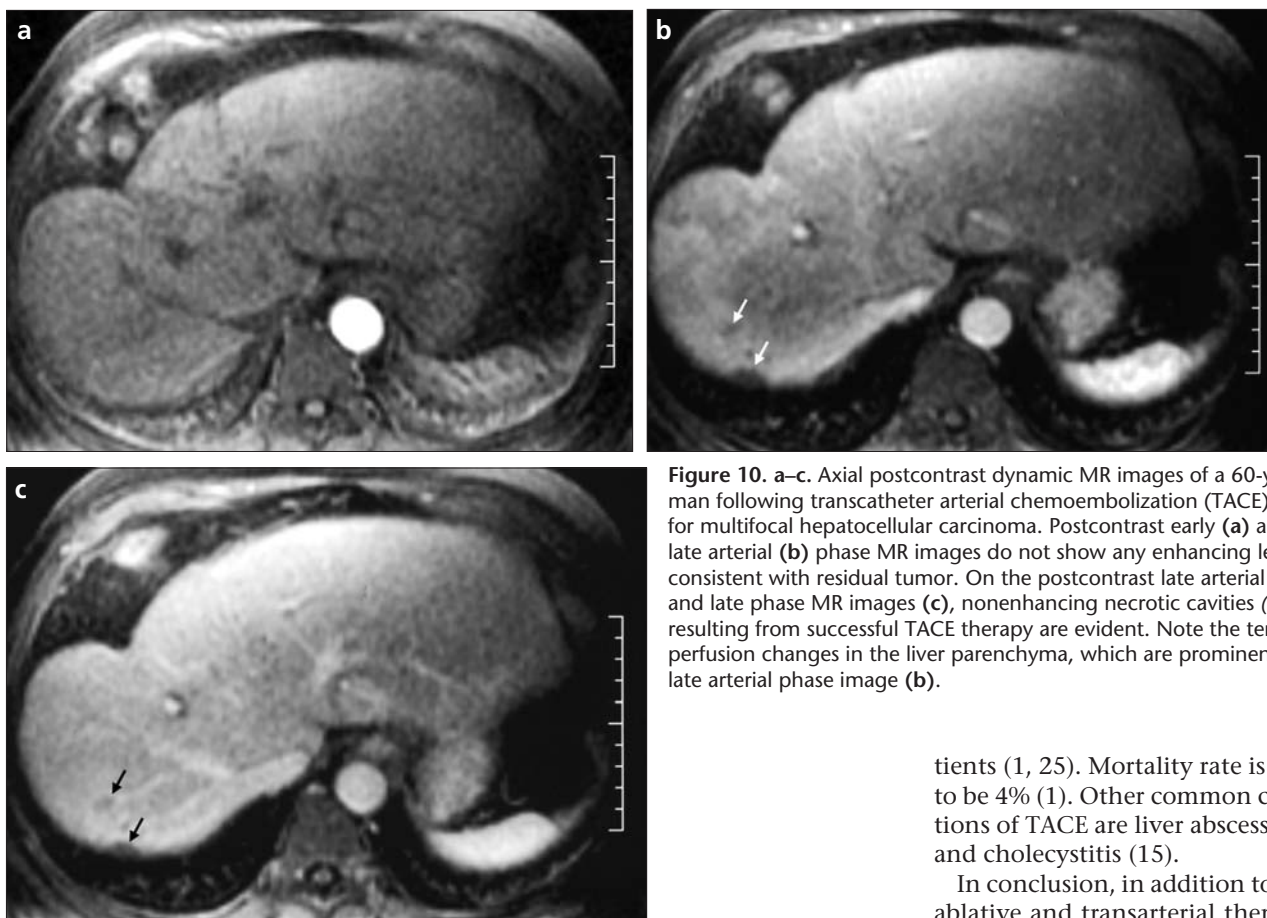 a
b
c
Figure 10. a–c. Axial postcontrast dynamic MR images of a 60-y
man following transcatheter arterial chemoembolization (TACE)
for multifocal hepatocellular carcinoma. Postcontrast early (a) a
late arterial (b) phase MR images do not show any enhancing le
consistent with residual tumor. On the postcontrast late arterial
and late phase MR images (c), nonenhancing necrotic cavities (
resulting from successful TACE therapy are evident. Note the ter
perfusion changes in the liver parenchyma, which are prominen
late arterial phase image (b).
tients (1, 25). Mortality rate is
to be 4% (1). Other common c
tions of TACE are liver abscess
and cholecystitis (15).
In conclusion, in addition to
ablative and transarterial ther